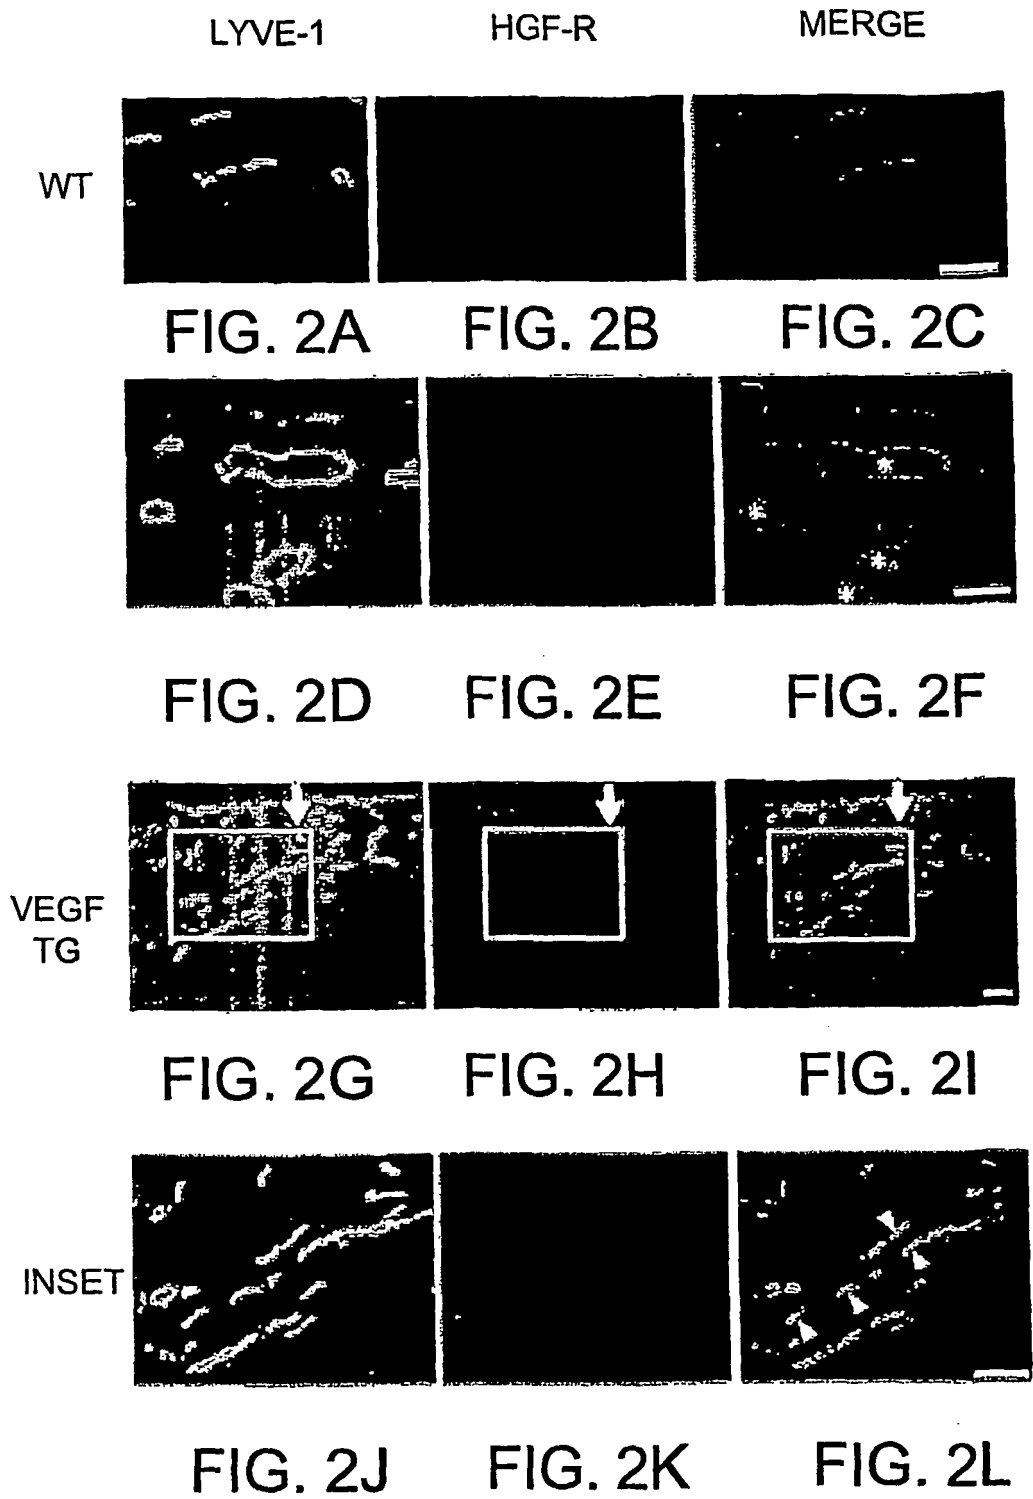 LYVE-1 HGF-R MERGE
WT
FIG. 2A FIG. 2B FIG. 2C
FIG. 2D FIG. 2E FIG. 2F
VEGF
TG
FIG. 2G FIG. 2H FIG. 2I
INSET
FIG. 2J FIG. 2K FIG. 2L